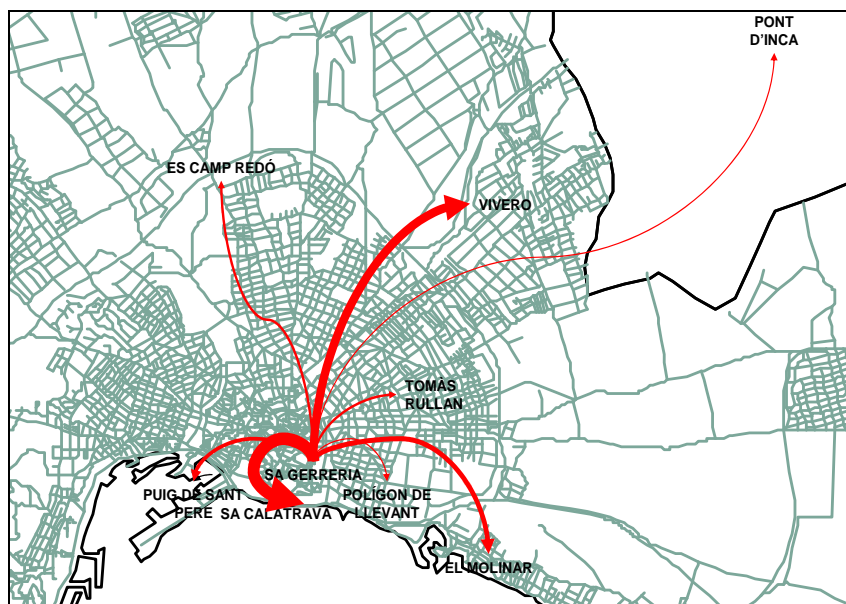 PONT
D'INCA
ES CAMP REDÓ
VIVERO
TOMÀS
RULLAN
SA GERRERIA
PUIG DE SANT
PERE
SA CALATRAVA
POLÍGON DE
LLEVANT
EL MOLINAR